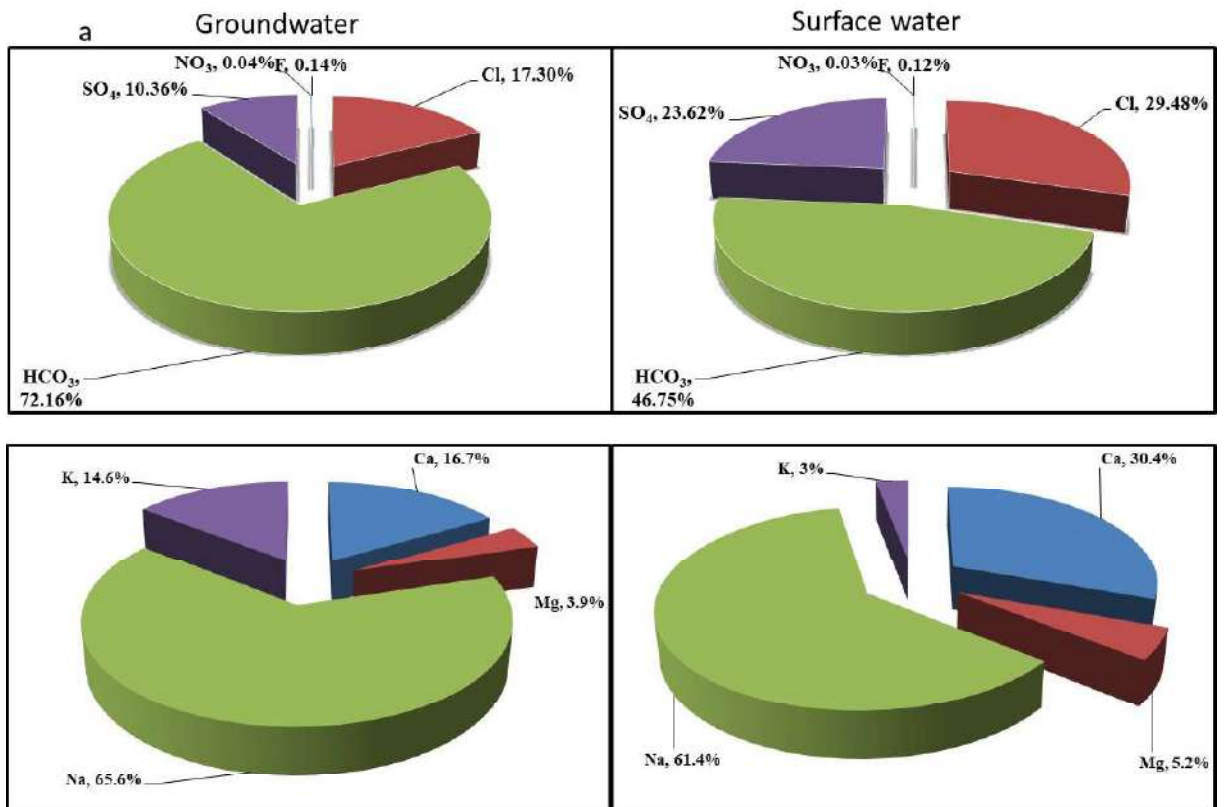 a
Groundwater
Surface water
NO₃, 0.04%
F, 0.14%
SO₄, 10.36%
Cl, 17.30%
HCO₃,
72.16%
NO₃, 0.03%
F, 0.12%
SO₄, 23.62%
Cl, 29.48%
HCO₃,
46.75%
K, 14.6%
Ca, 16.7%
Mg, 3.9%
Na, 65.6%
K, 3%
Ca, 30.4%
Na, 61.4%
Mg, 5.2%